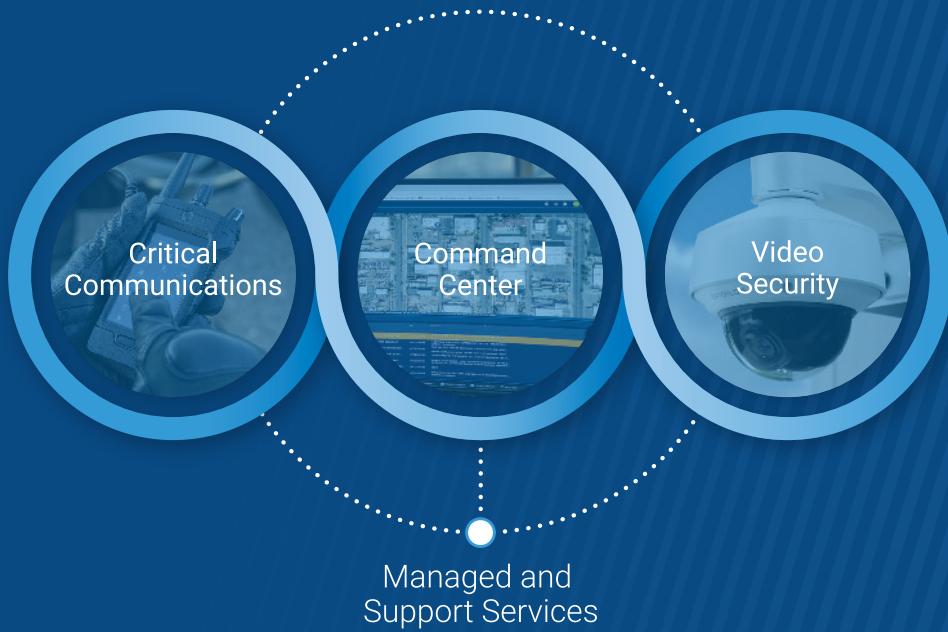 Critical
Communications
Command
Center
Video
Security
Managed and
Support Services